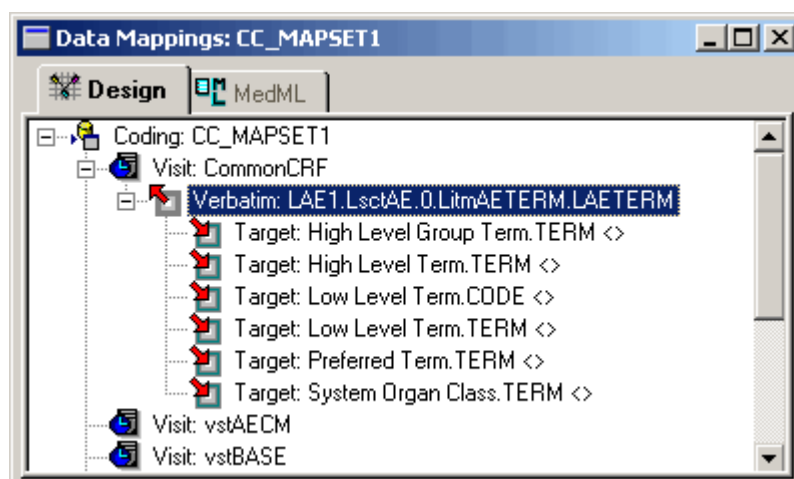 Data Mappings: CC_MAPSET1
Design MedML
Coding: CC_MAPSET1
Visit: CommonCRF
Verbatim: LAE1.LsctAE.0.LitmAETERM.LAETERM
Target: High Level Group Term.TERM <>
Target: High Level Term.TERM <>
Target: Low Level Term.CODE <>
Target: Low Level Term.TERM <>
Target: Preferred Term.TERM <>
Target: System Organ Class.TERM <>
Visit: vstAECM
Visit: vstBASE